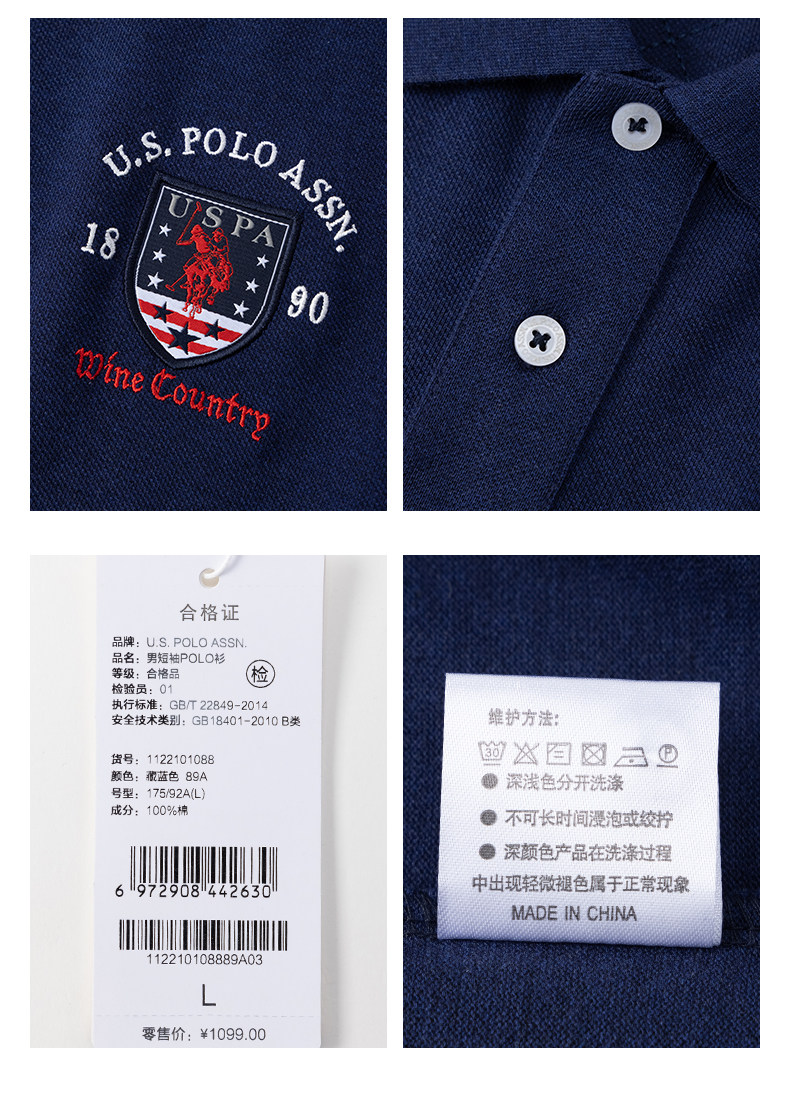 U.S. POLO ASSN.
USPA
18
90
Wine Country
合格证
品牌：U.S. POLO ASSN.
品名：男短袖POLO衫
等级：合格品
检验员：01
检
执行标准：GB/T 22849-2014
安全技术类别：GB18401-2010 B类
货号：1122101088
颜色：藏蓝色 89A
号型：175/92A(L)
成分：100%棉
6 972908 442630
112210108889A03
L
零售价：¥1099.00
维护方法：
30
P
深浅色分开洗涤
不可长时间浸泡或绞拧
深颜色产品在洗涤过程
中出现轻微褪色属于正常现象
MADE IN CHINA